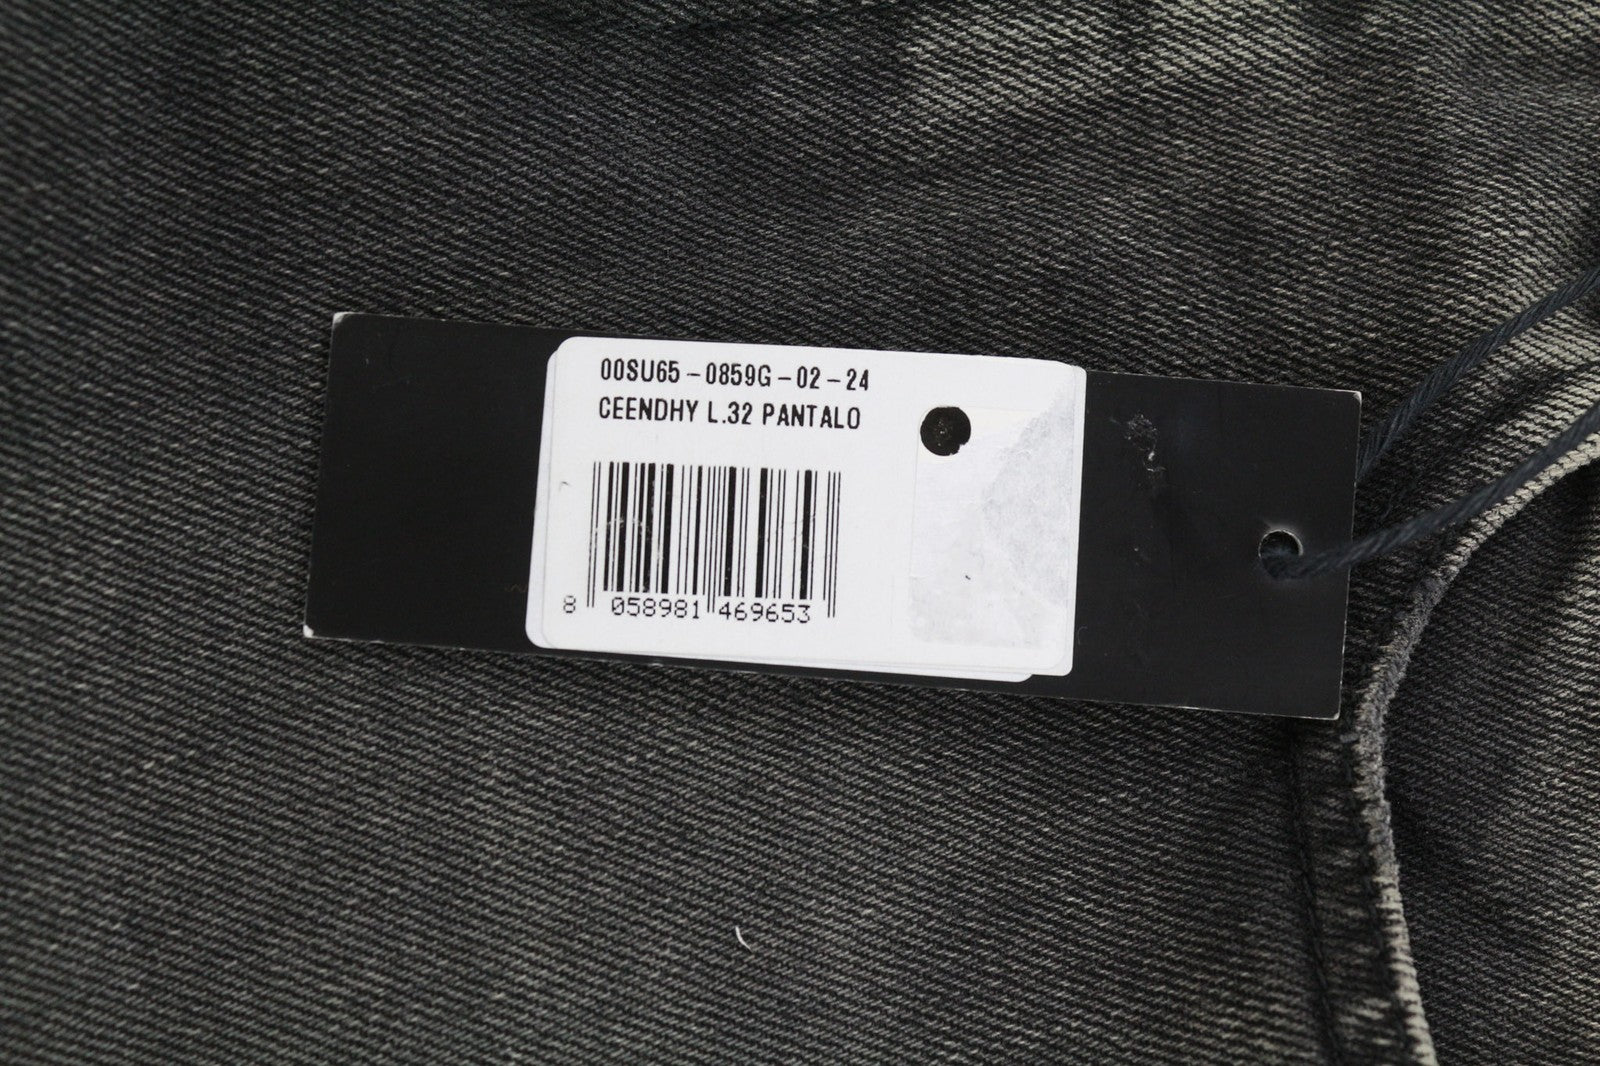 00SU65-0859G-02-24
CEENDHY L.32 PANTALO
8 058981 469653